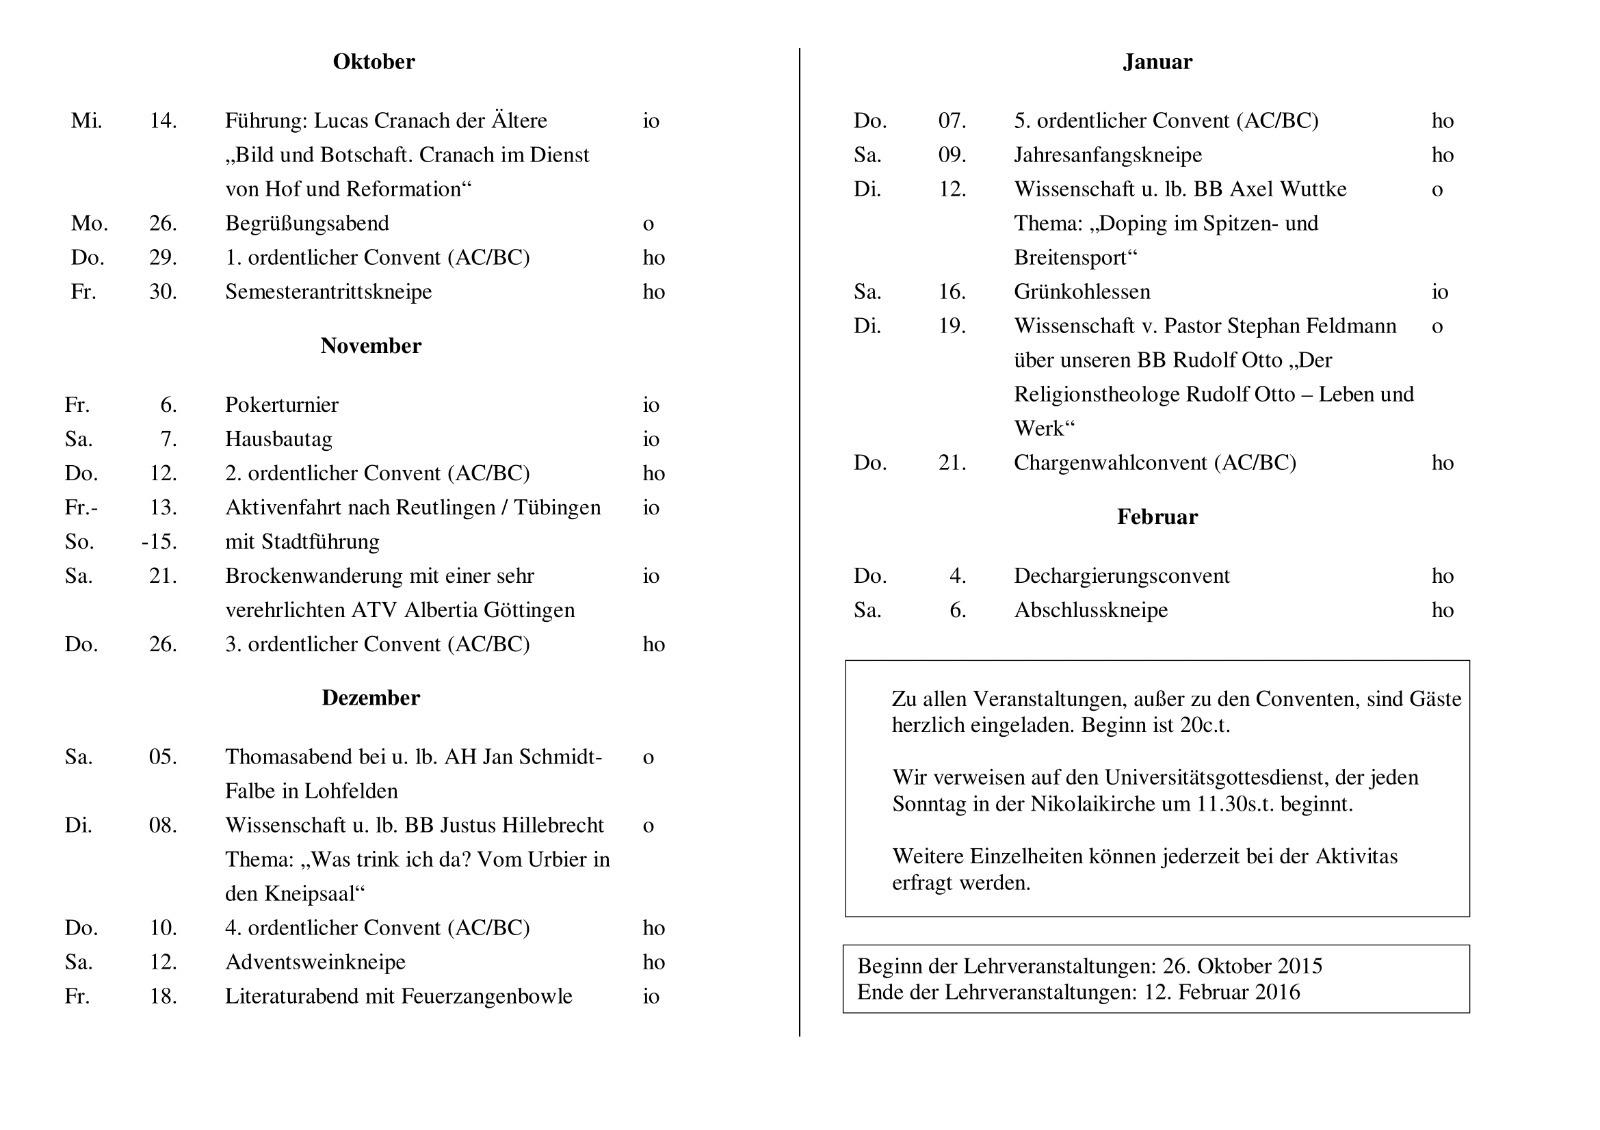 Oktober
Mi. 14. Führung: Lucas Cranach der Ältere io
„Bild und Botschaft. Cranach im Dienst
von Hof und Reformation“
Mo. 26. Begrüßungsabend o
Do. 29. 1. ordentlicher Convent (AC/BC) ho
Fr. 30. Semesterantrittskneipe ho
November
Fr. 6. Pokerturnier io
Sa. 7. Hausbautag io
Do. 12. 2. ordentlicher Convent (AC/BC) ho
Fr.- 13. Aktivenfahrt nach Reutlingen / Tübingen io
So. -15. mit Stadtführung
Sa. 21. Brockenwanderung mit einer sehr io
verehrlichten ATV Albertia Göttingen
Do. 26. 3. ordentlicher Convent (AC/BC) ho
Dezember
Sa. 05. Thomasabend bei u. lb. AH Jan Schmidt- o
Falbe in Lohfelden
Di. 08. Wissenschaft u. lb. BB Justus Hillebrecht o
Thema: „Was trink ich da? Vom Urbier in
den Kneipsaal“
Do. 10. 4. ordentlicher Convent (AC/BC) ho
Sa. 12. Adventsweinkneipe ho
Fr. 18. Literaturabend mit Feuerzangenbowle io
Januar
Do. 07. 5. ordentlicher Convent (AC/BC) ho
Sa. 09. Jahresanfangskneipe ho
Di. 12. Wissenschaft u. lb. BB Axel Wuttke o
Thema: „Doping im Spitzen- und
Breitensport“
Sa. 16. Grünkohlessen io
Di. 19. Wissenschaft v. Pastor Stephan Feldmann o
über unseren BB Rudolf Otto „Der
Religionstheologe Rudolf Otto – Leben und
Werk“
Do. 21. Chargenwahlconvent (AC/BC) ho
Februar
Do. 4. Dechargierungsconvent ho
Sa. 6. Abschlusskneipe ho
Zu allen Veranstaltungen, außer zu den Conventen, sind Gäste
herzlich eingeladen. Beginn ist 20c.t.
Wir verweisen auf den Universitätsgottesdienst, der jeden
Sonntag in der Nikolaikirche um 11.30s.t. beginnt.
Weitere Einzelheiten können jederzeit bei der Aktivitas
erfragt werden.
Beginn der Lehrveranstaltungen: 26. Oktober 2015
Ende der Lehrveranstaltungen: 12. Februar 2016